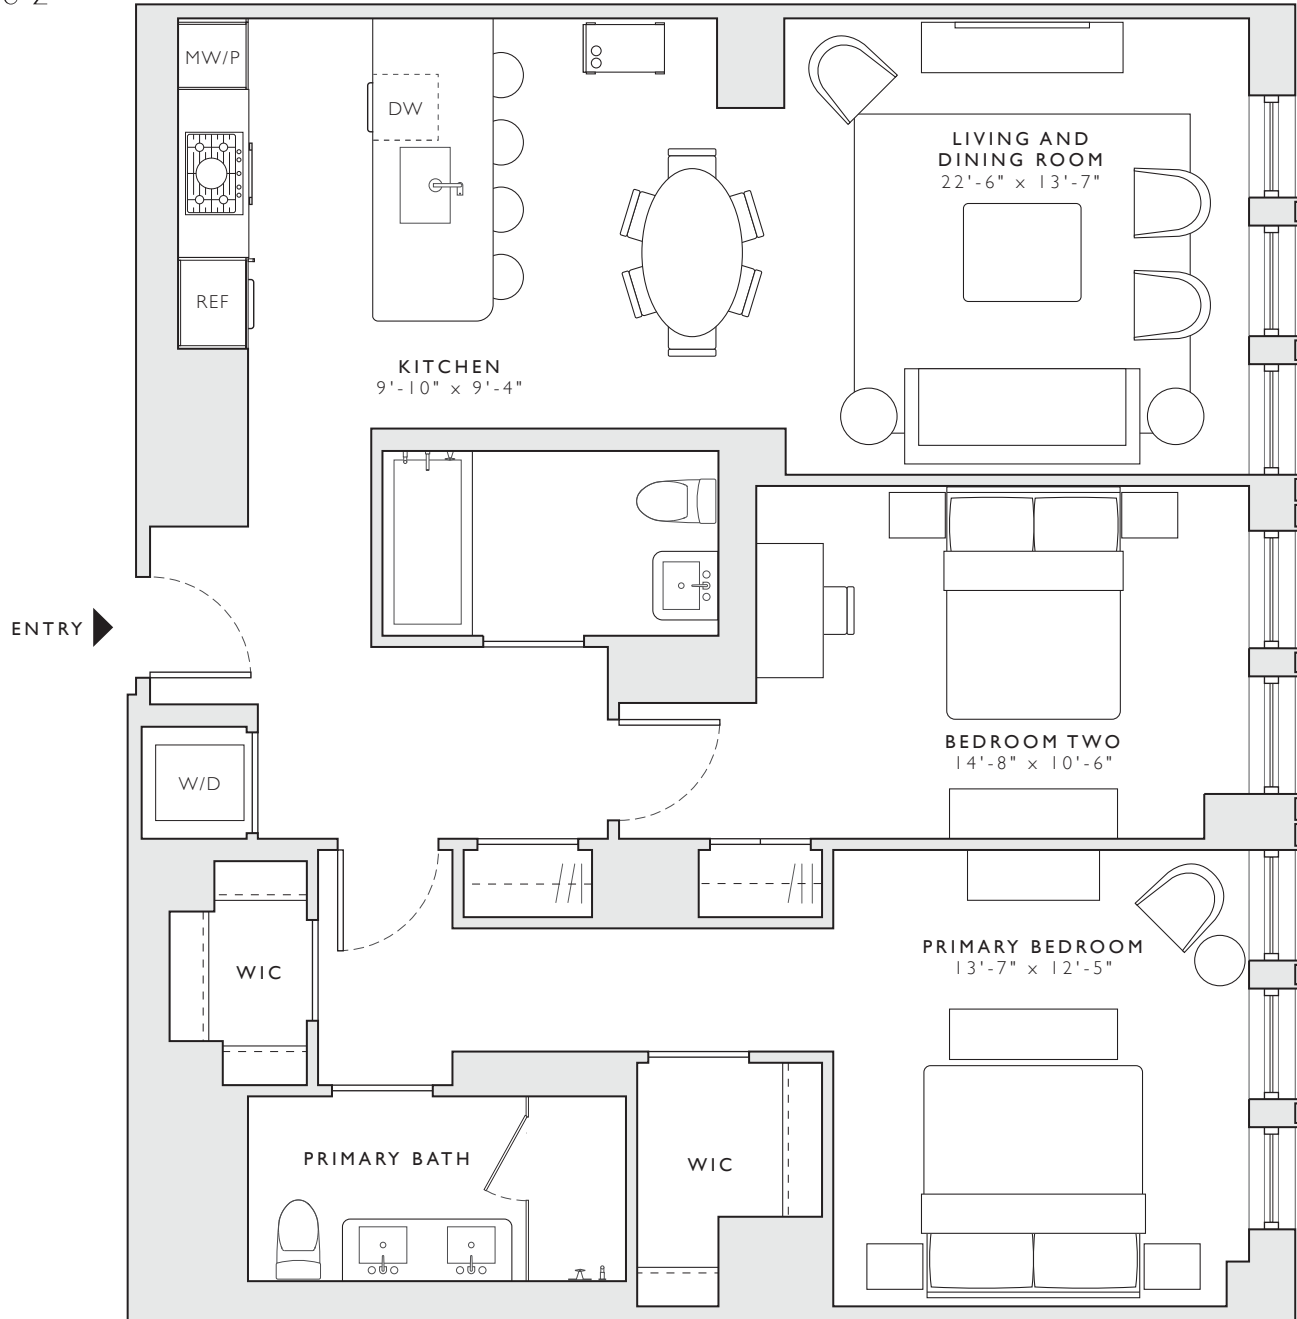 MW/P
DW
LIVING AND
DINING ROOM
22'-6" x 13'-7"
REF
KITCHEN
9'-10" x 9'-4"
ENTRY
BEDROOM TWO
14'-8" x 10'-6"
W/D
PRIMARY BEDROOM
13'-7" x 12'-5"
WIC
PRIMARY BATH
WIC